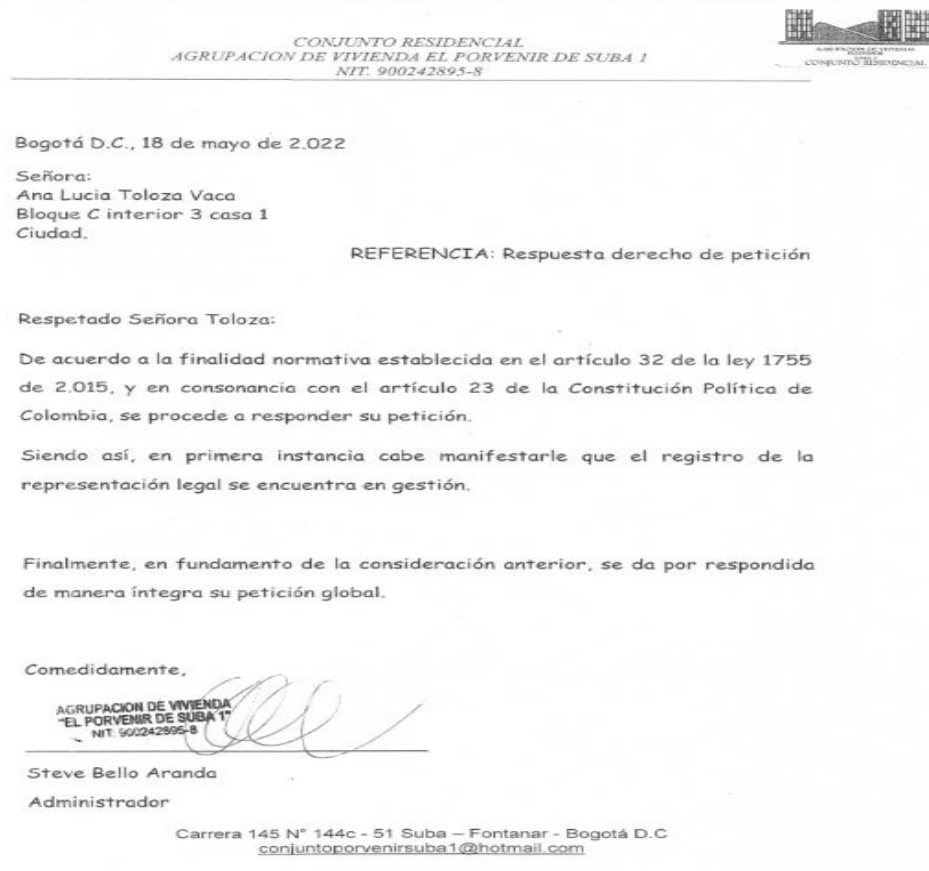 CONJUNTO RESIDENCIAL
AGRUPACION DE VIVIENDA EL PORVENIR DE SUBA 1
NIT. 900242895-8
CONJUNTO RESIDENCIAL
Bogotá D.C., 18 de mayo de 2.022
Señora:
Ana Lucia Toloza Vaca
Bloque C interior 3 casa 1
Ciudad.
REFERENCIA: Respuesta derecho de petición
Respetado Señora Toloza:
De acuerdo a la finalidad normativa establecida en el artículo 32 de la ley 1755
de 2.015, y en consonancia con el artículo 23 de la Constitución Política de
Colombia, se procede a responder su petición.
Siendo así, en primera instancia cabe manifestarle que el registro de la
representación legal se encuentra en gestión.
Finalmente, en fundamento de la consideración anterior, se da por respondida
de manera íntegra su petición global.
Comedidamente,
AGRUPACION DE VIVIENDA
"EL PORVENIR DE SUBA 1"
NIT: 900242895-8
Steve Bello Aranda
Administrador
Carrera 145 N° 144c - 51 Suba – Fontanar - Bogotá D.C
conjuntoporvenirsuba1@hotmail.com